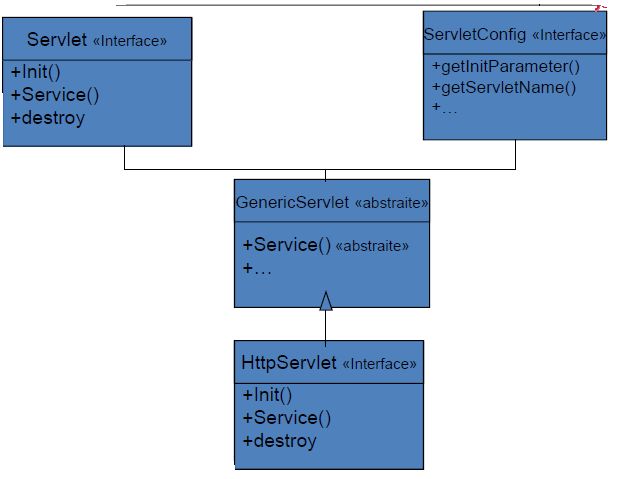 Servlet «Interface»
+Init()
+Service()
+destroy
ServletConfig «Interface»
+getInitParameter()
+getServletName()
+...
GenericServlet «abstraite»
+Service() «abstraite»
+...
HttpServlet «Interface»
+Init()
+Service()
+destroy